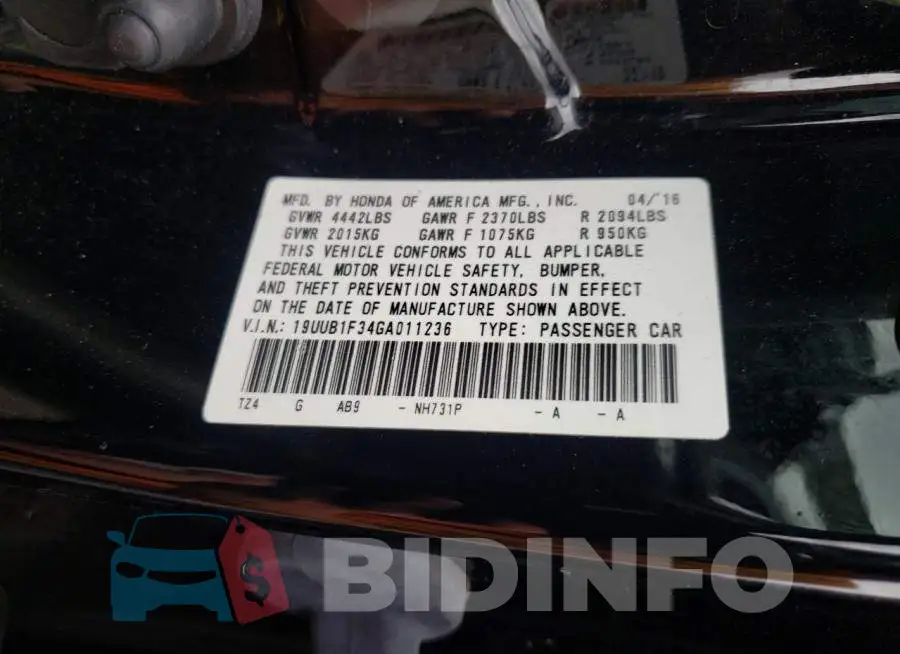 MFD. BY HONDA OF AMERICA MFG., INC. 04/'16
GVWR 4442LBS GAWR F 2370LBS R 2094LBS
GVWR 2015KG GAWR F 1075KG R 950KG
THIS VEHICLE CONFORMS TO ALL APPLICABLE
FEDERAL MOTOR VEHICLE SAFETY, BUMPER,
AND THEFT PREVENTION STANDARDS IN EFFECT
ON THE DATE OF MANUFACTURE SHOWN ABOVE.
V.I.N.: 19UUB1F34GA011236 TYPE: PASSENGER CAR
TZ4 G AB9 - NH731P - A - A
$ BIDINFO